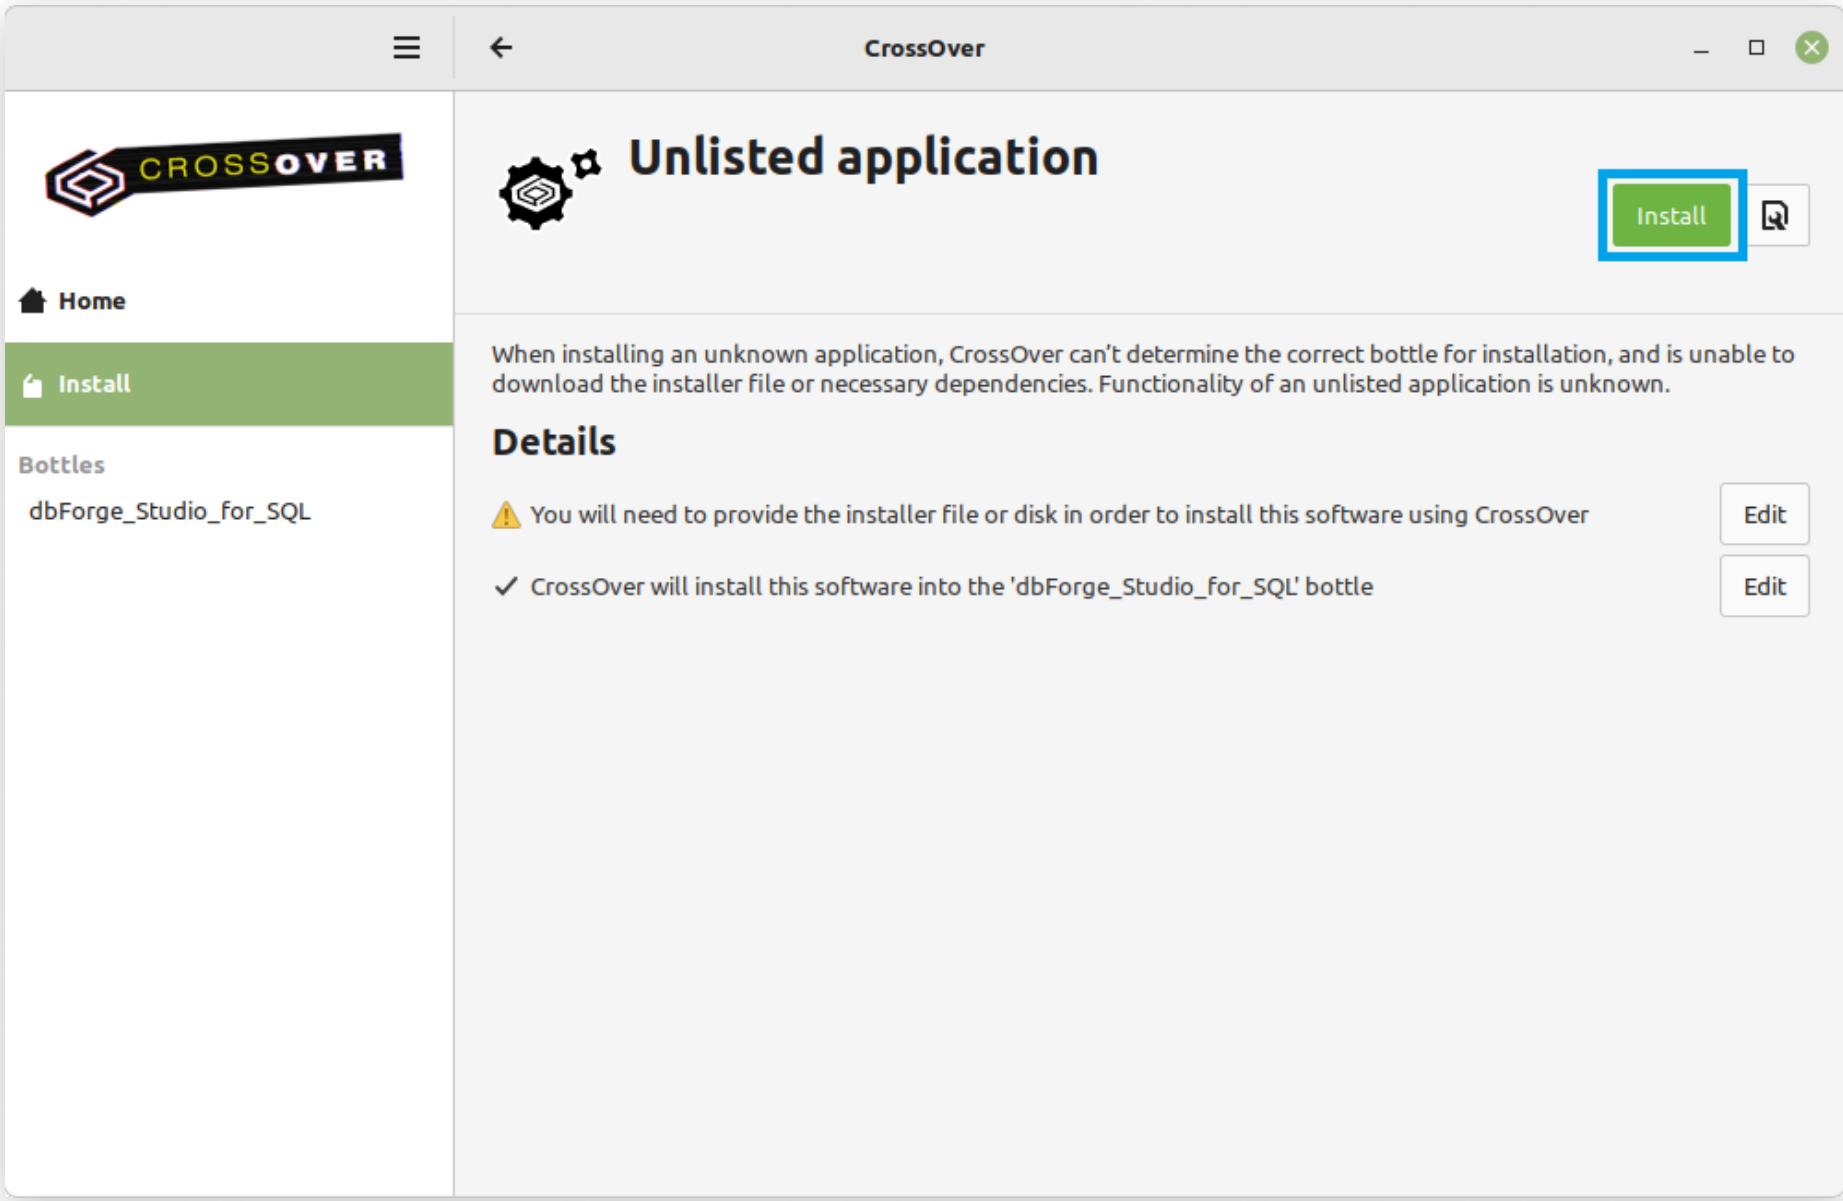 CrossOver
CROSSOVER
Home
Install
Bottles
dbForge_Studio_for_SQL
Unlisted application
Install
When installing an unknown application, CrossOver can't determine the correct bottle for installation, and is unable to
download the installer file or necessary dependencies. Functionality of an unlisted application is unknown.
Details
You will need to provide the installer file or disk in order to install this software using CrossOver
Edit
CrossOver will install this software into the 'dbForge_Studio_for_SQL' bottle
Edit